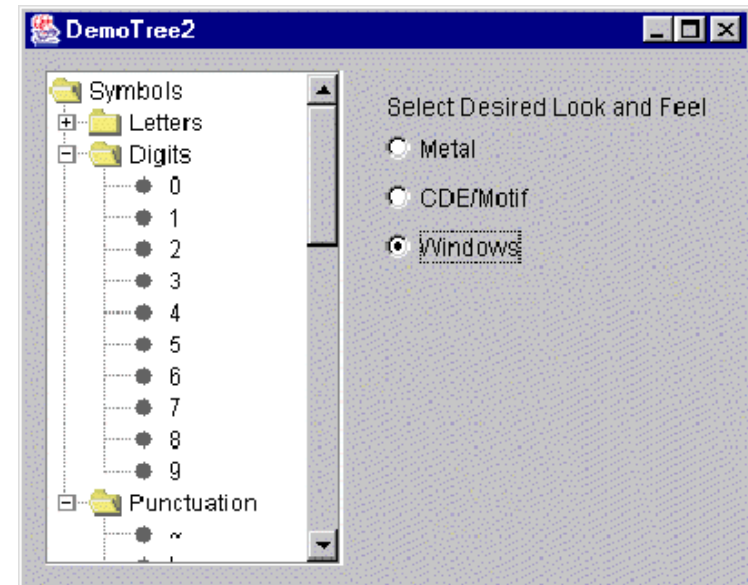 DemoTree2
Symbols
Letters
Digits
0
1
2
3
4
5
6
7
8
9
Punctuation
~
Select Desired Look and Feel
Metal
CDE/Motif
Windows